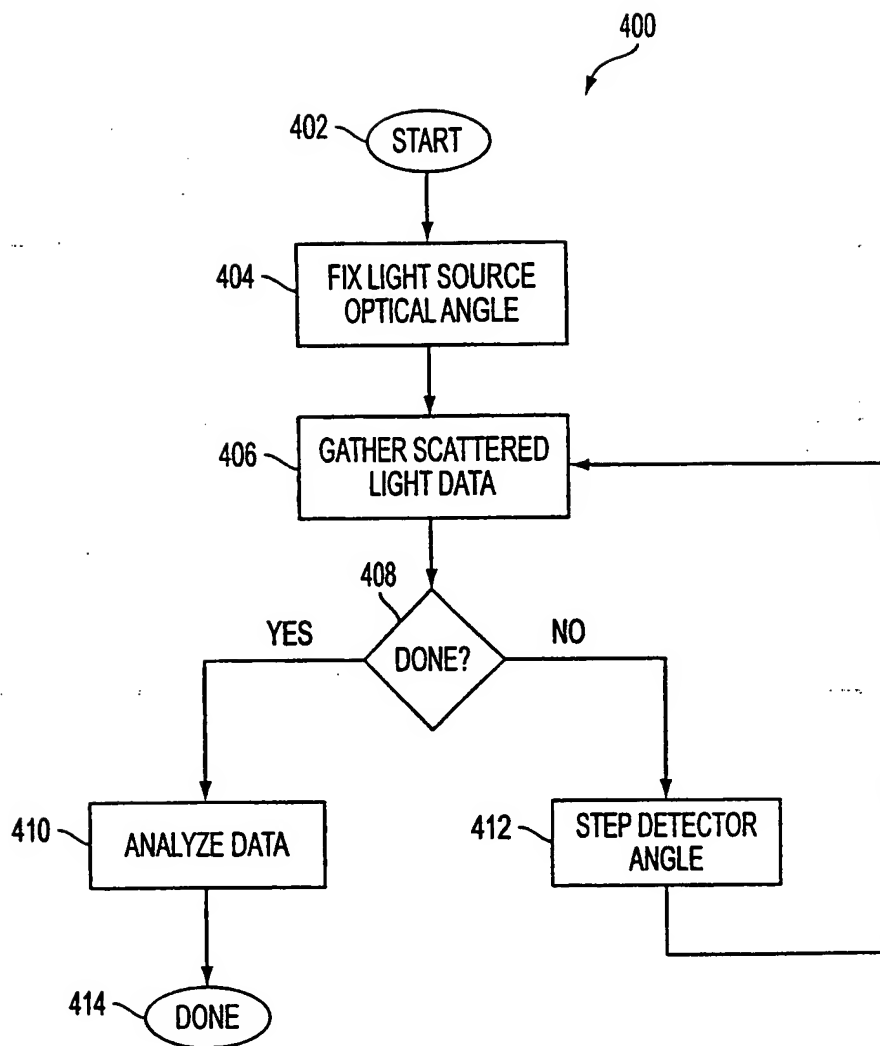 400
402
START
404
FIX LIGHT SOURCE
OPTICAL ANGLE
406
GATHER SCATTERED
LIGHT DATA
408
YES
DONE?
NO
410
ANALYZE DATA
412
STEP DETECTOR
ANGLE
414
DONE